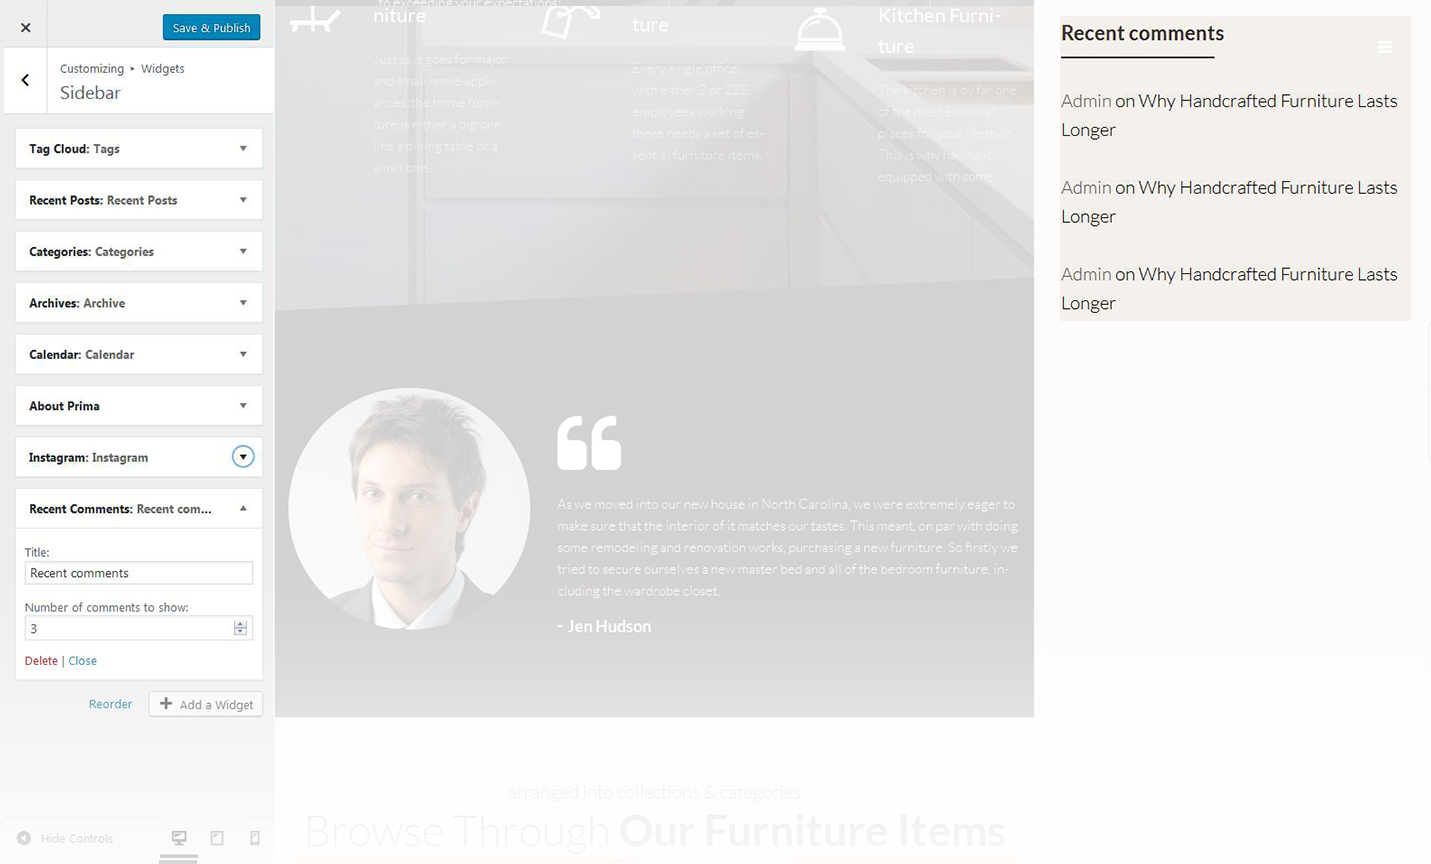 Save & Publish
Customizing ▸ Widgets
Sidebar
Tag Cloud: Tags
Recent Posts: Recent Posts
Categories: Categories
Archives: Archive
Calendar: Calendar
About Prima
Instagram: Instagram
Recent Comments: Recent com...
Title:
Recent comments
Number of comments to show:
3
Delete | Close
Reorder
Add a Widget
Hide Controls
to exceeding your expectations!
niture
Just as it goes for major
and small home appli-
ances, the home furni-
ture is either a big one
like a dining table or a
small one...
ture
Every single office,
with either 2 or 222
employees working
there needs a set of es-
sential furniture items.
Kitchen Furni-
ture
The kitchen is by far one
of the most essential
places for your lifestyle.
This is why having it
equipped with some
As we moved into our new house in North Carolina, we were extremely eager to
make sure that the interior of it matches our tastes. This meant, on par with doing
some remodeling and renovation works, purchasing a new furniture. So firstly we
tried to secure ourselves a new master bed and all of the bedroom furniture, in-
cluding the wardrobe closet.
- Jen Hudson
arranged into collections & categories
Browse Through Our Furniture Items
Recent comments
Admin on Why Handcrafted Furniture Lasts
Longer
Admin on Why Handcrafted Furniture Lasts
Longer
Admin on Why Handcrafted Furniture Lasts
Longer